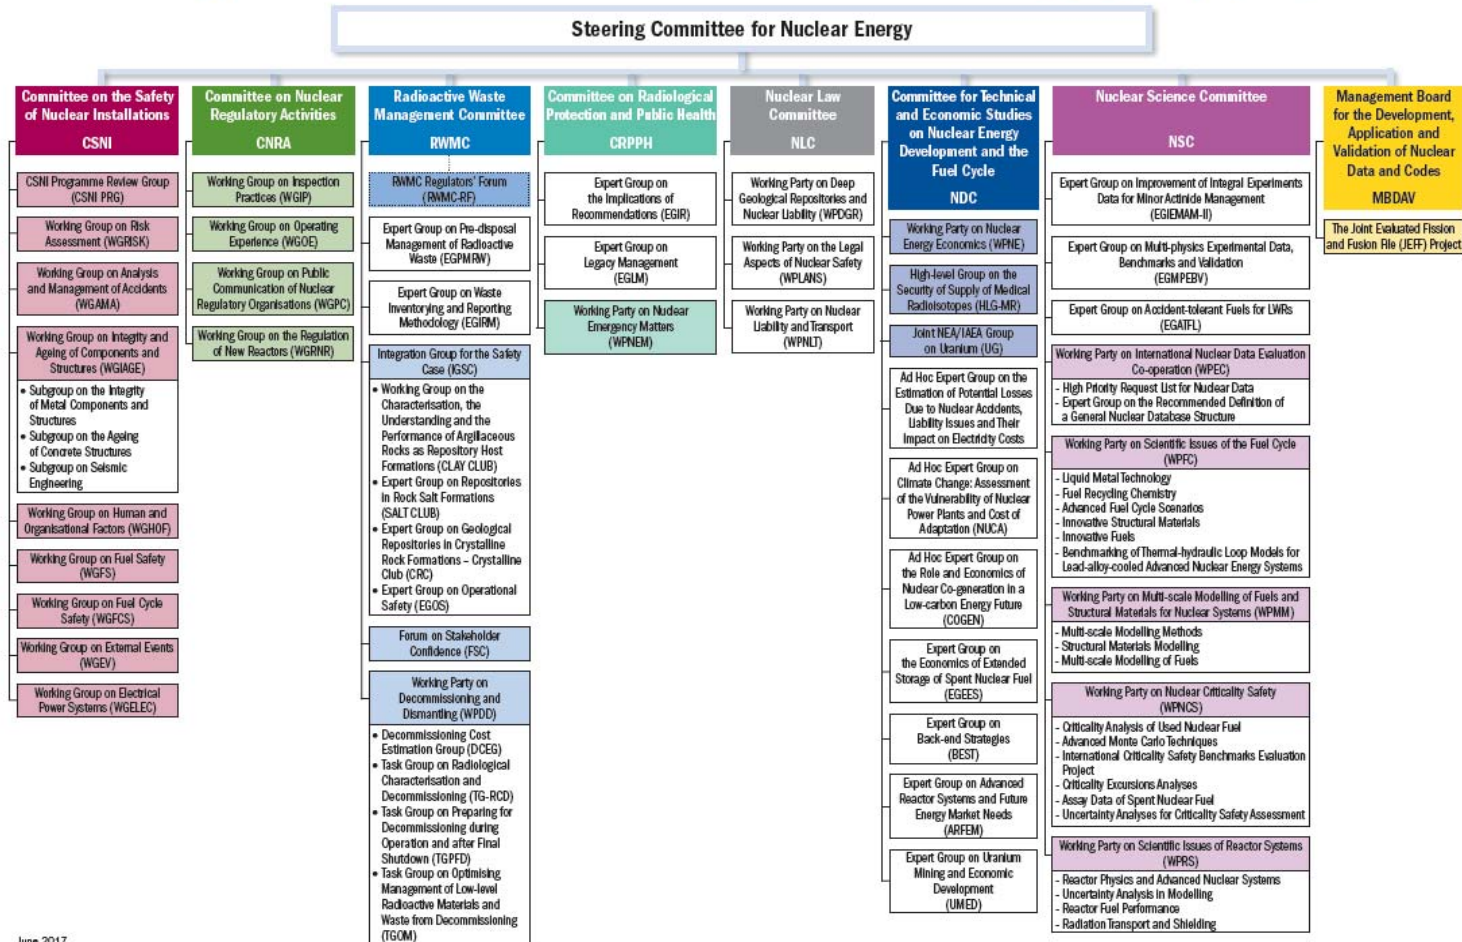 Steering Committee for Nuclear Energy
Committee on the Safety
of Nuclear Installations
CSNI
CSNI Programme Review Group
(CSNI PRG)
Working Group on Risk
Assessment (WGRISK)
Working Group on Analysis
and Management of Accidents
(WGAMA)
Working Group on Integrity and
Ageing of Components and
Structures (WGIAGE)
• Subgroup on the Integrity
of Metal Components and
Structures
• Subgroup on the Ageing
of Concrete Structures
• Subgroup on Seismic
Engineering
Working Group on Human and
Organisational Factors (WGHOF)
Working Group on Fuel Safety
(WGFS)
Working Group on Fuel Cycle
Safety (WGFCS)
Working Group on External Events
(WGEV)
Working Group on Electrical
Power Systems (WGELEC)
Committee on Nuclear
Regulatory Activities
CNRA
Working Group on Inspection
Practices (WGIP)
Working Group on Operating
Experience (WGOE)
Working Group on Public
Communication of Nuclear
Regulatory Organisations (WGPC)
Working Group on the Regulation
of New Reactors (WGRNR)
Radioactive Waste
Management Committee
RWMC
RWMC Regulators' Forum
(RWMC-RF)
Expert Group on Pre-disposal
Management of Radioactive
Waste (EGPMRW)
Expert Group on Waste
Inventorying and Reporting
Methodology (EGIRM)
Integration Group for the Safety
Case (IGSC)
• Working Group on the
Characterisation, the
Understanding and the
Performance of Argillaceous
Rocks as Repository Host
Formations (CLAY CLUB)
• Expert Group on Repositories
in Rock Salt Formations
(SALT CLUB)
• Expert Group on Geological
Repositories in Crystalline
Rock Formations – Crystalline
Club (CRC)
• Expert Group on Operational
Safety (EGOS)
Forum on Stakeholder
Confidence (FSC)
Working Party on
Decommissioning and
Dismantling (WPDD)
• Decommissioning Cost
Estimation Group (DCEG)
• Task Group on Radiological
Characterisation and
Decommissioning (TG-RCD)
• Task Group on Preparing for
Decommissioning during
Operation and after Final
Shutdown (TGPFD)
• Task Group on Optimising
Management of Low-level
Radioactive Materials and
Waste from Decommissioning
(TGOM)
Committee on Radiological
Protection and Public Health
CRPPH
Expert Group on
the Implications of
Recommendations (EGIR)
Expert Group on
Legacy Management
(EGLM)
Working Party on Nuclear
Emergency Matters
(WPNEM)
Nuclear Law
Committee
NLC
Working Party on Deep
Geological Repositories and
Nuclear Liability (WPDGR)
Working Party on the Legal
Aspects of Nuclear Safety
(WPLANS)
Working Party on Nuclear
Liability and Transport
(WPNLT)
Committee for Technical
and Economic Studies
on Nuclear Energy
Development and the
Fuel Cycle
NDC
Working Party on Nuclear
Energy Economics (WPNE)
High-level Group on the
Security of Supply of Medical
Radioisotopes (HLG-MR)
Joint NEA/IAEA Group
on Uranium (UG)
Ad Hoc Expert Group on the
Estimation of Potential Losses
Due to Nuclear Accidents,
Liability Issues and Their
Impact on Electricity Costs
Ad Hoc Expert Group on
Climate Change: Assessment
of the Vulnerability of Nuclear
Power Plants and Cost of
Adaptation (NUCA)
Ad Hoc Expert Group on
the Role and Economics of
Nuclear Co-generation in a
Low-carbon Energy Future
(COGEN)
Expert Group on
the Economics of Extended
Storage of Spent Nuclear Fuel
(EGEES)
Expert Group on
Back-end Strategies
(BEST)
Expert Group on Advanced
Reactor Systems and Future
Energy Market Needs
(ARFEM)
Expert Group on Uranium
Mining and Economic
Development
(UMED)
Nuclear Science Committee
NSC
Expert Group on Improvement of Integral Experiments
Data for Minor Actinide Management
(EGIEMAM-II)
Expert Group on Multi-physics Experimental Data,
Benchmarks and Validation
(EGMPEBV)
Expert Group on Accident-tolerant Fuels for LWRs
(EGATFL)
Working Party on International Nuclear Data Evaluation
Co-operation (WPEC)
- High Priority Request List for Nuclear Data
- Expert Group on the Recommended Definition of
a General Nuclear Database Structure
Working Party on Scientific Issues of the Fuel Cycle
(WPFC)
- Liquid Metal Technology
- Fuel Recycling Chemistry
- Advanced Fuel Cycle Scenarios
- Innovative Structural Materials
- Innovative Fuels
- Benchmarking of Thermal-hydraulic Loop Models for
Lead-alloy-cooled Advanced Nuclear Energy Systems
Working Party on Multi-scale Modelling of Fuels and
Structural Materials for Nuclear Systems (WPMM)
- Multi-scale Modelling Methods
- Structural Materials Modelling
- Multi-scale Modelling of Fuels
Working Party on Nuclear Criticality Safety
(WPNCS)
- Criticality Analysis of Used Nuclear Fuel
- Advanced Monte Carlo Techniques
- International Criticality Safety Benchmarks Evaluation
Project
- Criticality Excursions Analyses
- Assay Data of Spent Nuclear Fuel
- Uncertainty Analyses for Criticality Safety Assessment
Working Party on Scientific Issues of Reactor Systems
(WPRS)
- Reactor Physics and Advanced Nuclear Systems
- Uncertainty Analysis in Modelling
- Reactor Fuel Performance
- Radiation Transport and Shielding
Management Board
for the Development,
Application and
Validation of Nuclear
Data and Codes
MBDAV
The Joint Evaluated Fission
and Fusion File (JEFF) Project
June 2017